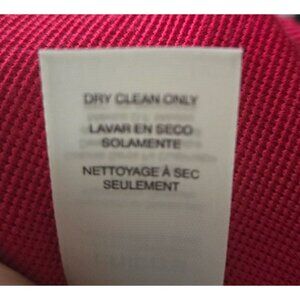 DRY CLEAN ONLY
LAVAR EN SECO
SOLAMENTE
NETTOYAGE À SEC
SEULEMENT